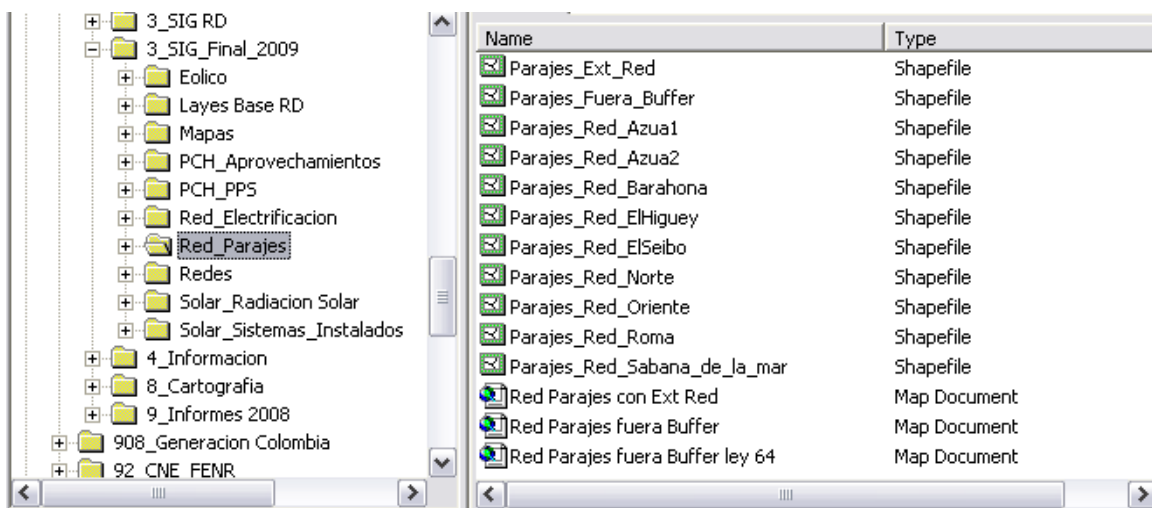 3_SIG RD
3_SIG_Final_2009
Eolico
Layes Base RD
Mapas
PCH_Aprovechamientos
PCH_PPS
Red_Electrificacion
Red_Parajes
Redes
Solar_Radiacion Solar
Solar_Sistemas_Instalados
4_Informacion
8_Cartografia
9_Informes 2008
908_Generacion Colombia
92_CNE_FENR
Name Type
Parajes_Ext_Red Shapefile
Parajes_Fuera_Buffer Shapefile
Parajes_Red_Azua1 Shapefile
Parajes_Red_Azua2 Shapefile
Parajes_Red_Barahona Shapefile
Parajes_Red_ElHiguey Shapefile
Parajes_Red_ElSeibo Shapefile
Parajes_Red_Norte Shapefile
Parajes_Red_Oriente Shapefile
Parajes_Red_Roma Shapefile
Parajes_Red_Sabana_de_la_mar Shapefile
Red Parajes con Ext Red Map Document
Red Parajes fuera Buffer Map Document
Red Parajes fuera Buffer ley 64 Map Document